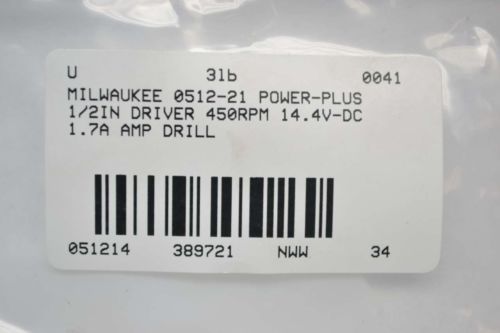 U 3lb 0041
MILWAUKEE 0512-21 POWER-PLUS
1/2IN DRIVER 450RPM 14.4V-DC
1.7A AMP DRILL
051214 389721 NWW 34